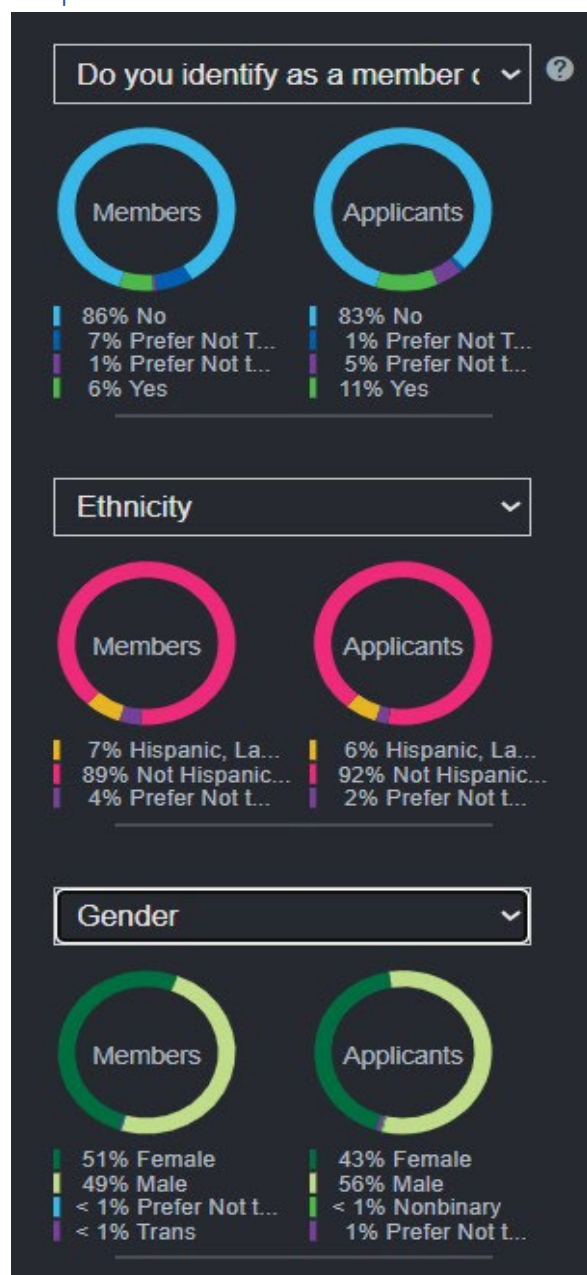 Do you identify as a member
Members Applicants
86% No 83% No
7% Prefer Not T... 1% Prefer Not T...
1% Prefer Not t... 5% Prefer Not t...
6% Yes 11% Yes
Ethnicity
Members Applicants
7% Hispanic, La... 6% Hispanic, La...
89% Not Hispanic... 92% Not Hispanic...
4% Prefer Not t... 2% Prefer Not t...
Gender
Members Applicants
51% Female 43% Female
49% Male 56% Male
< 1% Prefer Not t... < 1% Nonbinary
< 1% Trans 1% Prefer Not t...